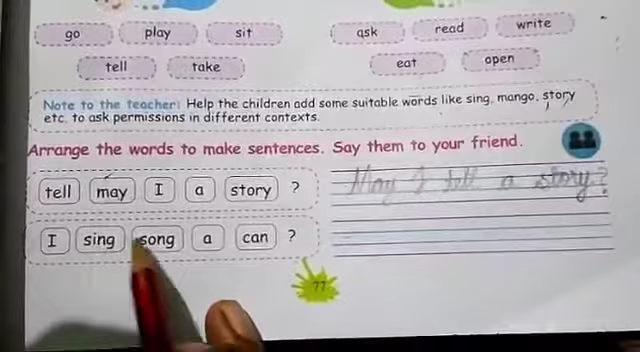 go play sit ask read write
tell take eat open
Note to the teacher: Help the children add some suitable words like sing, mango, story
etc. to ask permissions in different contexts.
Arrange the words to make sentences. Say them to your friend.
tell may I a story ? May I tell a story?
I sing song a can ?
77